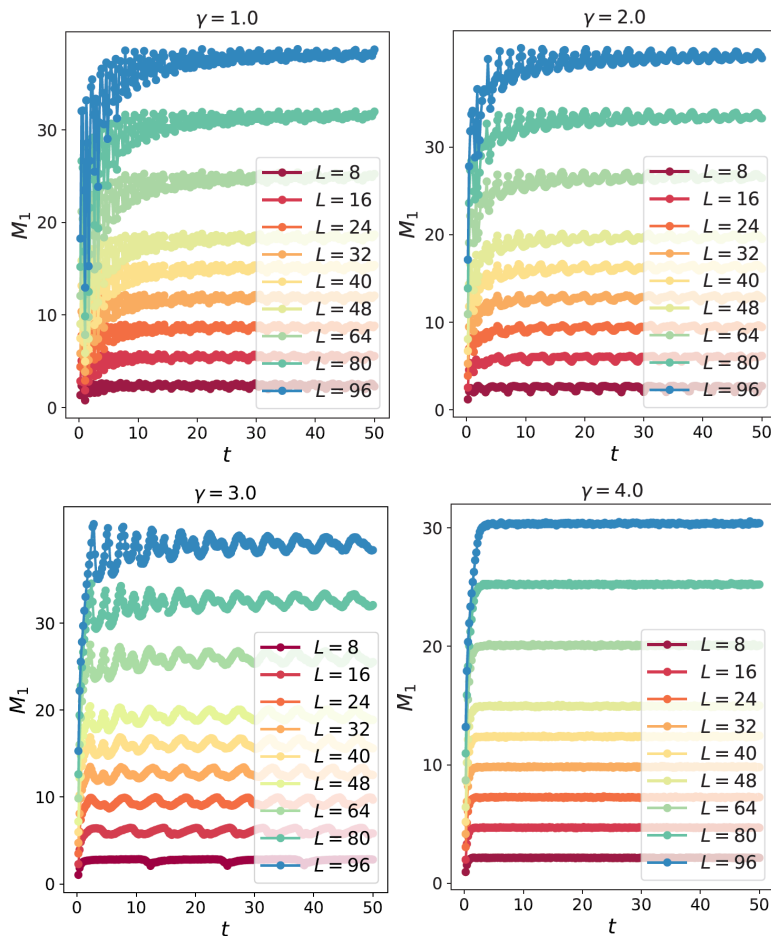 γ = 1.0
M₁
30
20
10
0
L = 8
L = 16
L = 24
L = 32
L = 40
L = 48
L = 64
L = 80
L = 96
0 10 20 30 40 50
t
γ = 2.0
M₁
30
20
10
0
L = 8
L = 16
L = 24
L = 32
L = 40
L = 48
L = 64
L = 80
L = 96
0 10 20 30 40 50
t
γ = 3.0
M₁
30
20
10
0
L = 8
L = 16
L = 24
L = 32
L = 40
L = 48
L = 64
L = 80
L = 96
0 10 20 30 40 50
t
γ = 4.0
M₁
30
20
10
0
L = 8
L = 16
L = 24
L = 32
L = 40
L = 48
L = 64
L = 80
L = 96
0 10 20 30 40 50
t